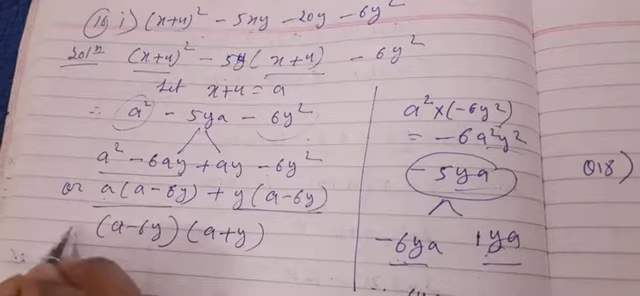 16 i) (x+4)² - 5xy - 20y - 6y²
Solⁿ (x+4)² - 5y(x+4) - 6y²
Let x+4 = a
∴ a² - 5ya - 6y²
a² - 6ay + ay - 6y²
or a(a-6y) + y(a-6y)
(a-6y)(a+y)
a² × (-6y²)
= -6a²y²
-5ya
-6ya 1ya
Q18)